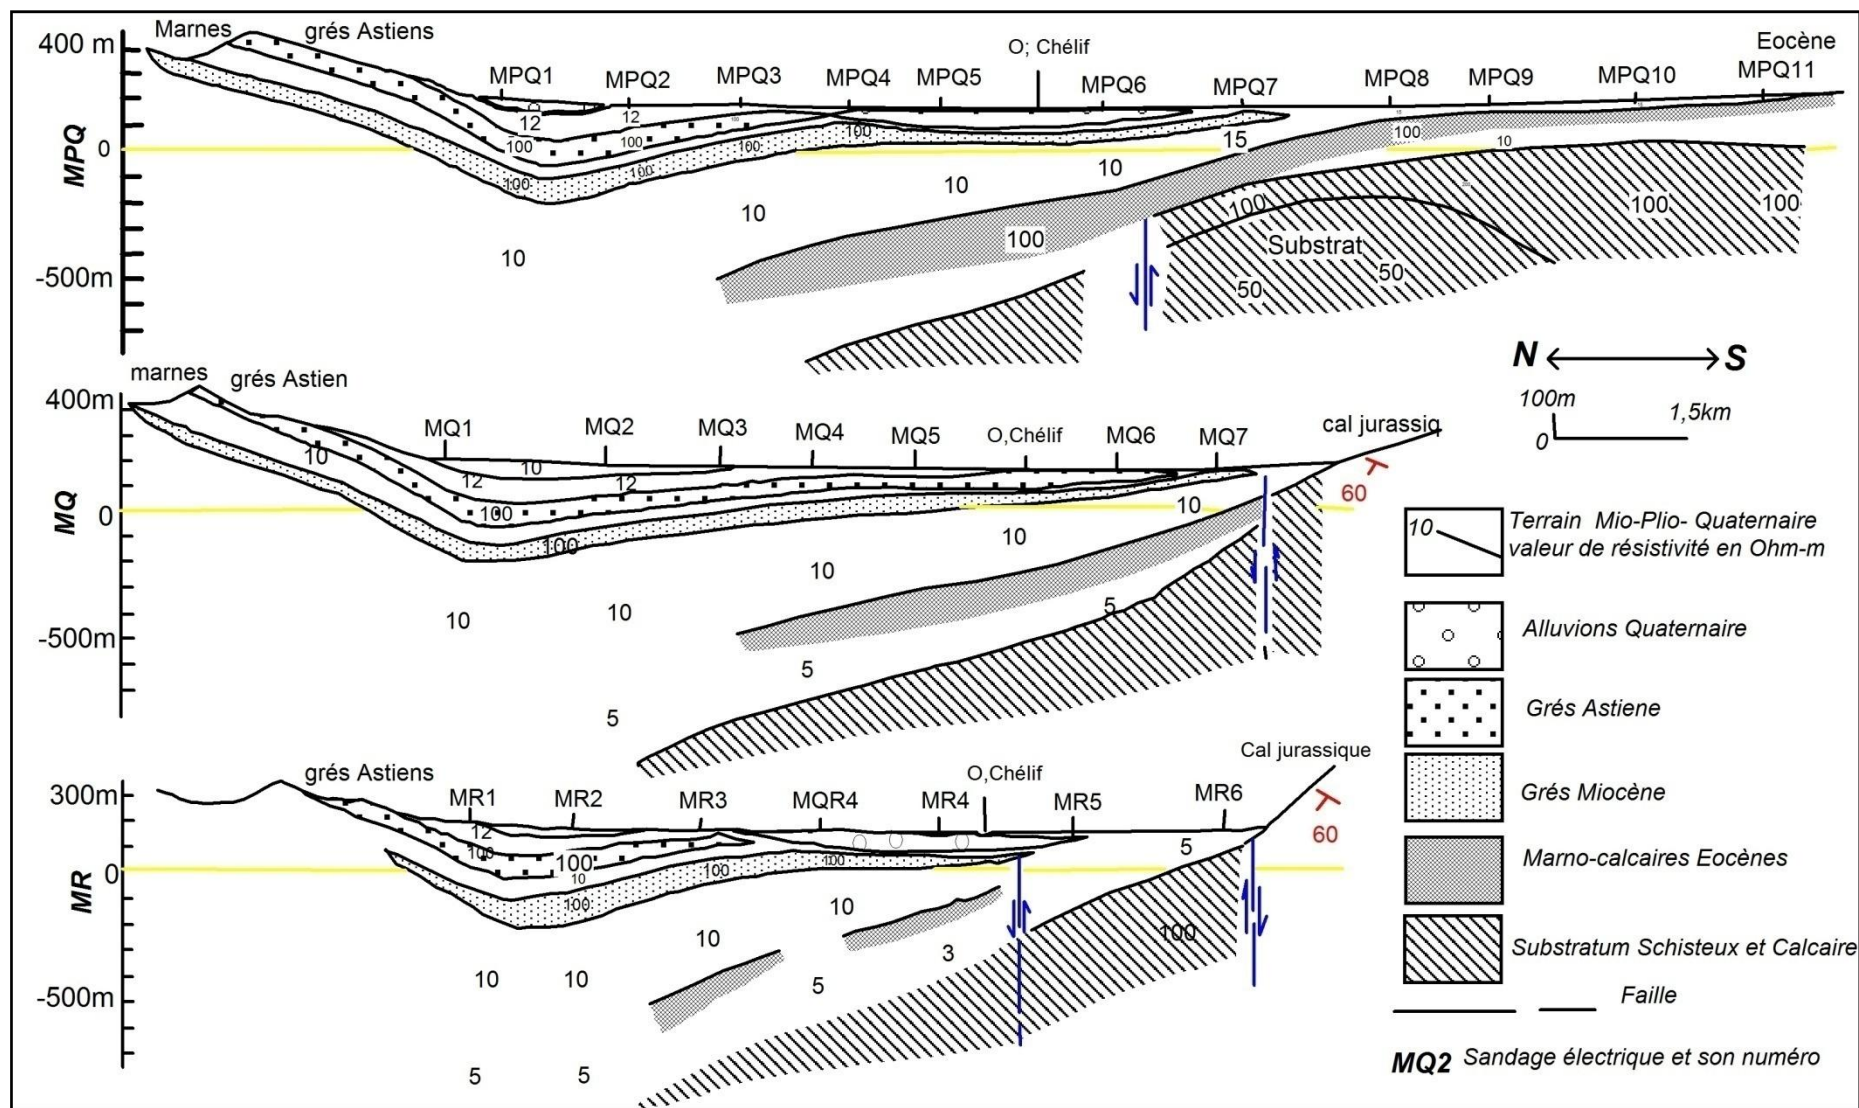 Marnes
grés Astiens
O; Chélif
Eocène
400 m
MPQ1
MPQ2
MPQ3
MPQ4
MPQ5
MPQ6
MPQ7
MPQ8
MPQ9
MPQ10
MPQ11
MPQ
0
-500m
12
12
100
100
100
100
100
100
100
10
10
10
10
15
100
100
10
100
100
100
Substrat
50
50
N
S
100m
0
1,5km
marnes
grés Astien
400m
MQ1
MQ2
MQ3
MQ4
MQ5
O,Chélif
MQ6
MQ7
cal jurassiq
60
MQ
0
-500m
10
10
12
12
100
100
10
10
10
10
10
5
5
5
grés Astiens
Cal jurassique
O,Chélif
300m
MR1
MR2
MR3
MQR4
MR4
MR5
MR6
60
MR
0
-500m
12
100
100
10
100
100
100
5
10
10
10
10
3
5
100
5
5
10
Terrain Mio-Plio- Quaternaire
valeur de résistivité en Ohm-m
Alluvions Quaternaire
Grés Astiene
Grés Miocène
Marno-calcaires Eocènes
Substratum Schisteux et Calcaire
Faille
MQ2 Sandage électrique et son numéro